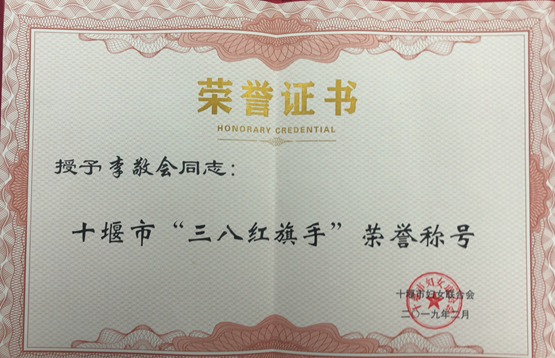 荣誉证书
HONORARY CREDENTIAL
授予李敬会同志：
十堰市“三八红旗手”荣誉称号
十堰市妇女联合会
二〇一九年二月